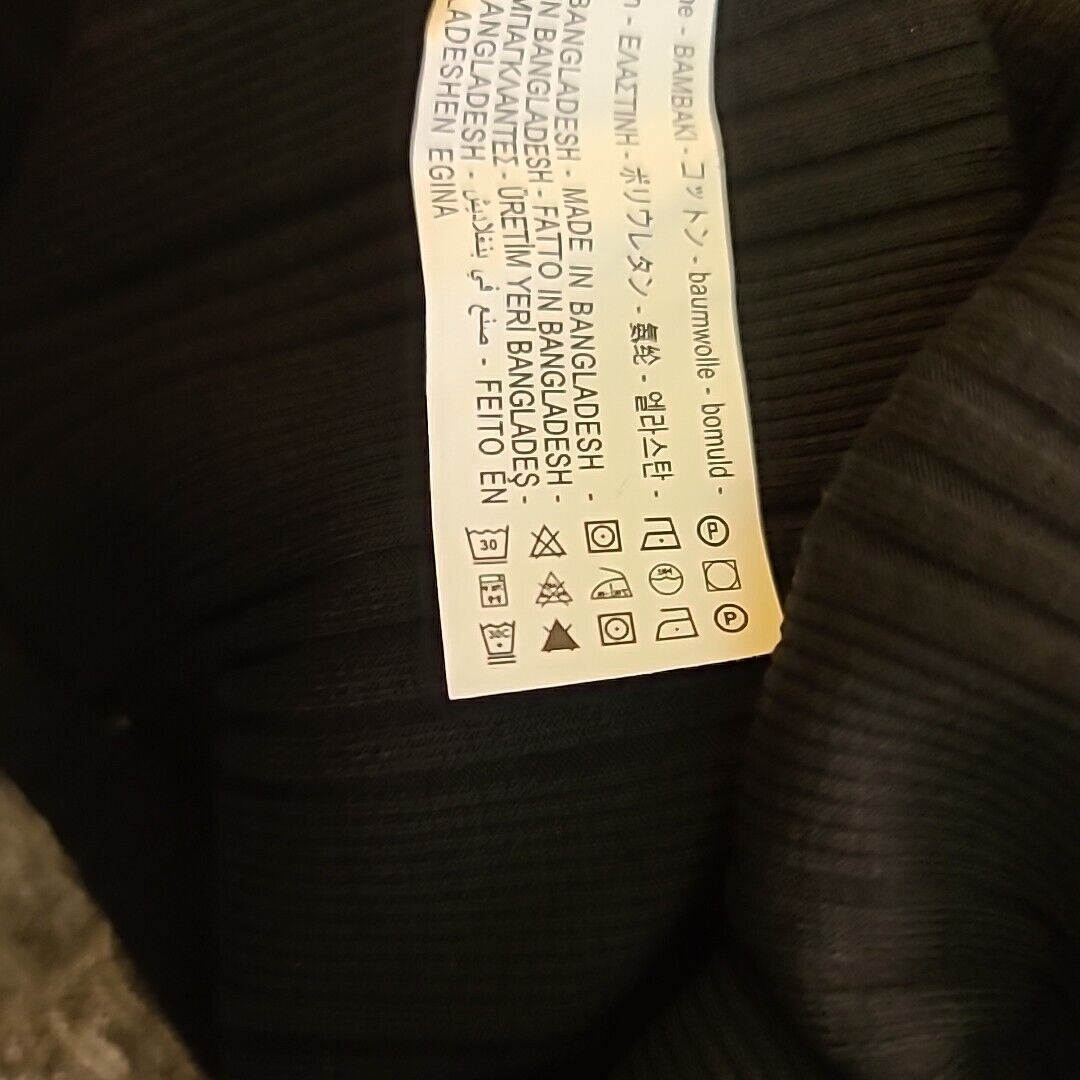 - ΒΑΜΒΑΚΙ - コットン - baumwolle - bomuld -
- ΕΛΑΣΤΙΝΗ - ポリウレタン - 氨纶 - 엘라스탄 -
BANGLADESH - MADE IN BANGLADESH -
N BANGLADESH - FATTO IN BANGLADESH -
ΜΠΑΓΚΛΑΝΤΕΣ - ÜRETİM YERİ BANGLADEŞ -
ANGLADESH - صنع في بنغلاديش - FEITO EN
LADESHEN EGINA
30
P
P